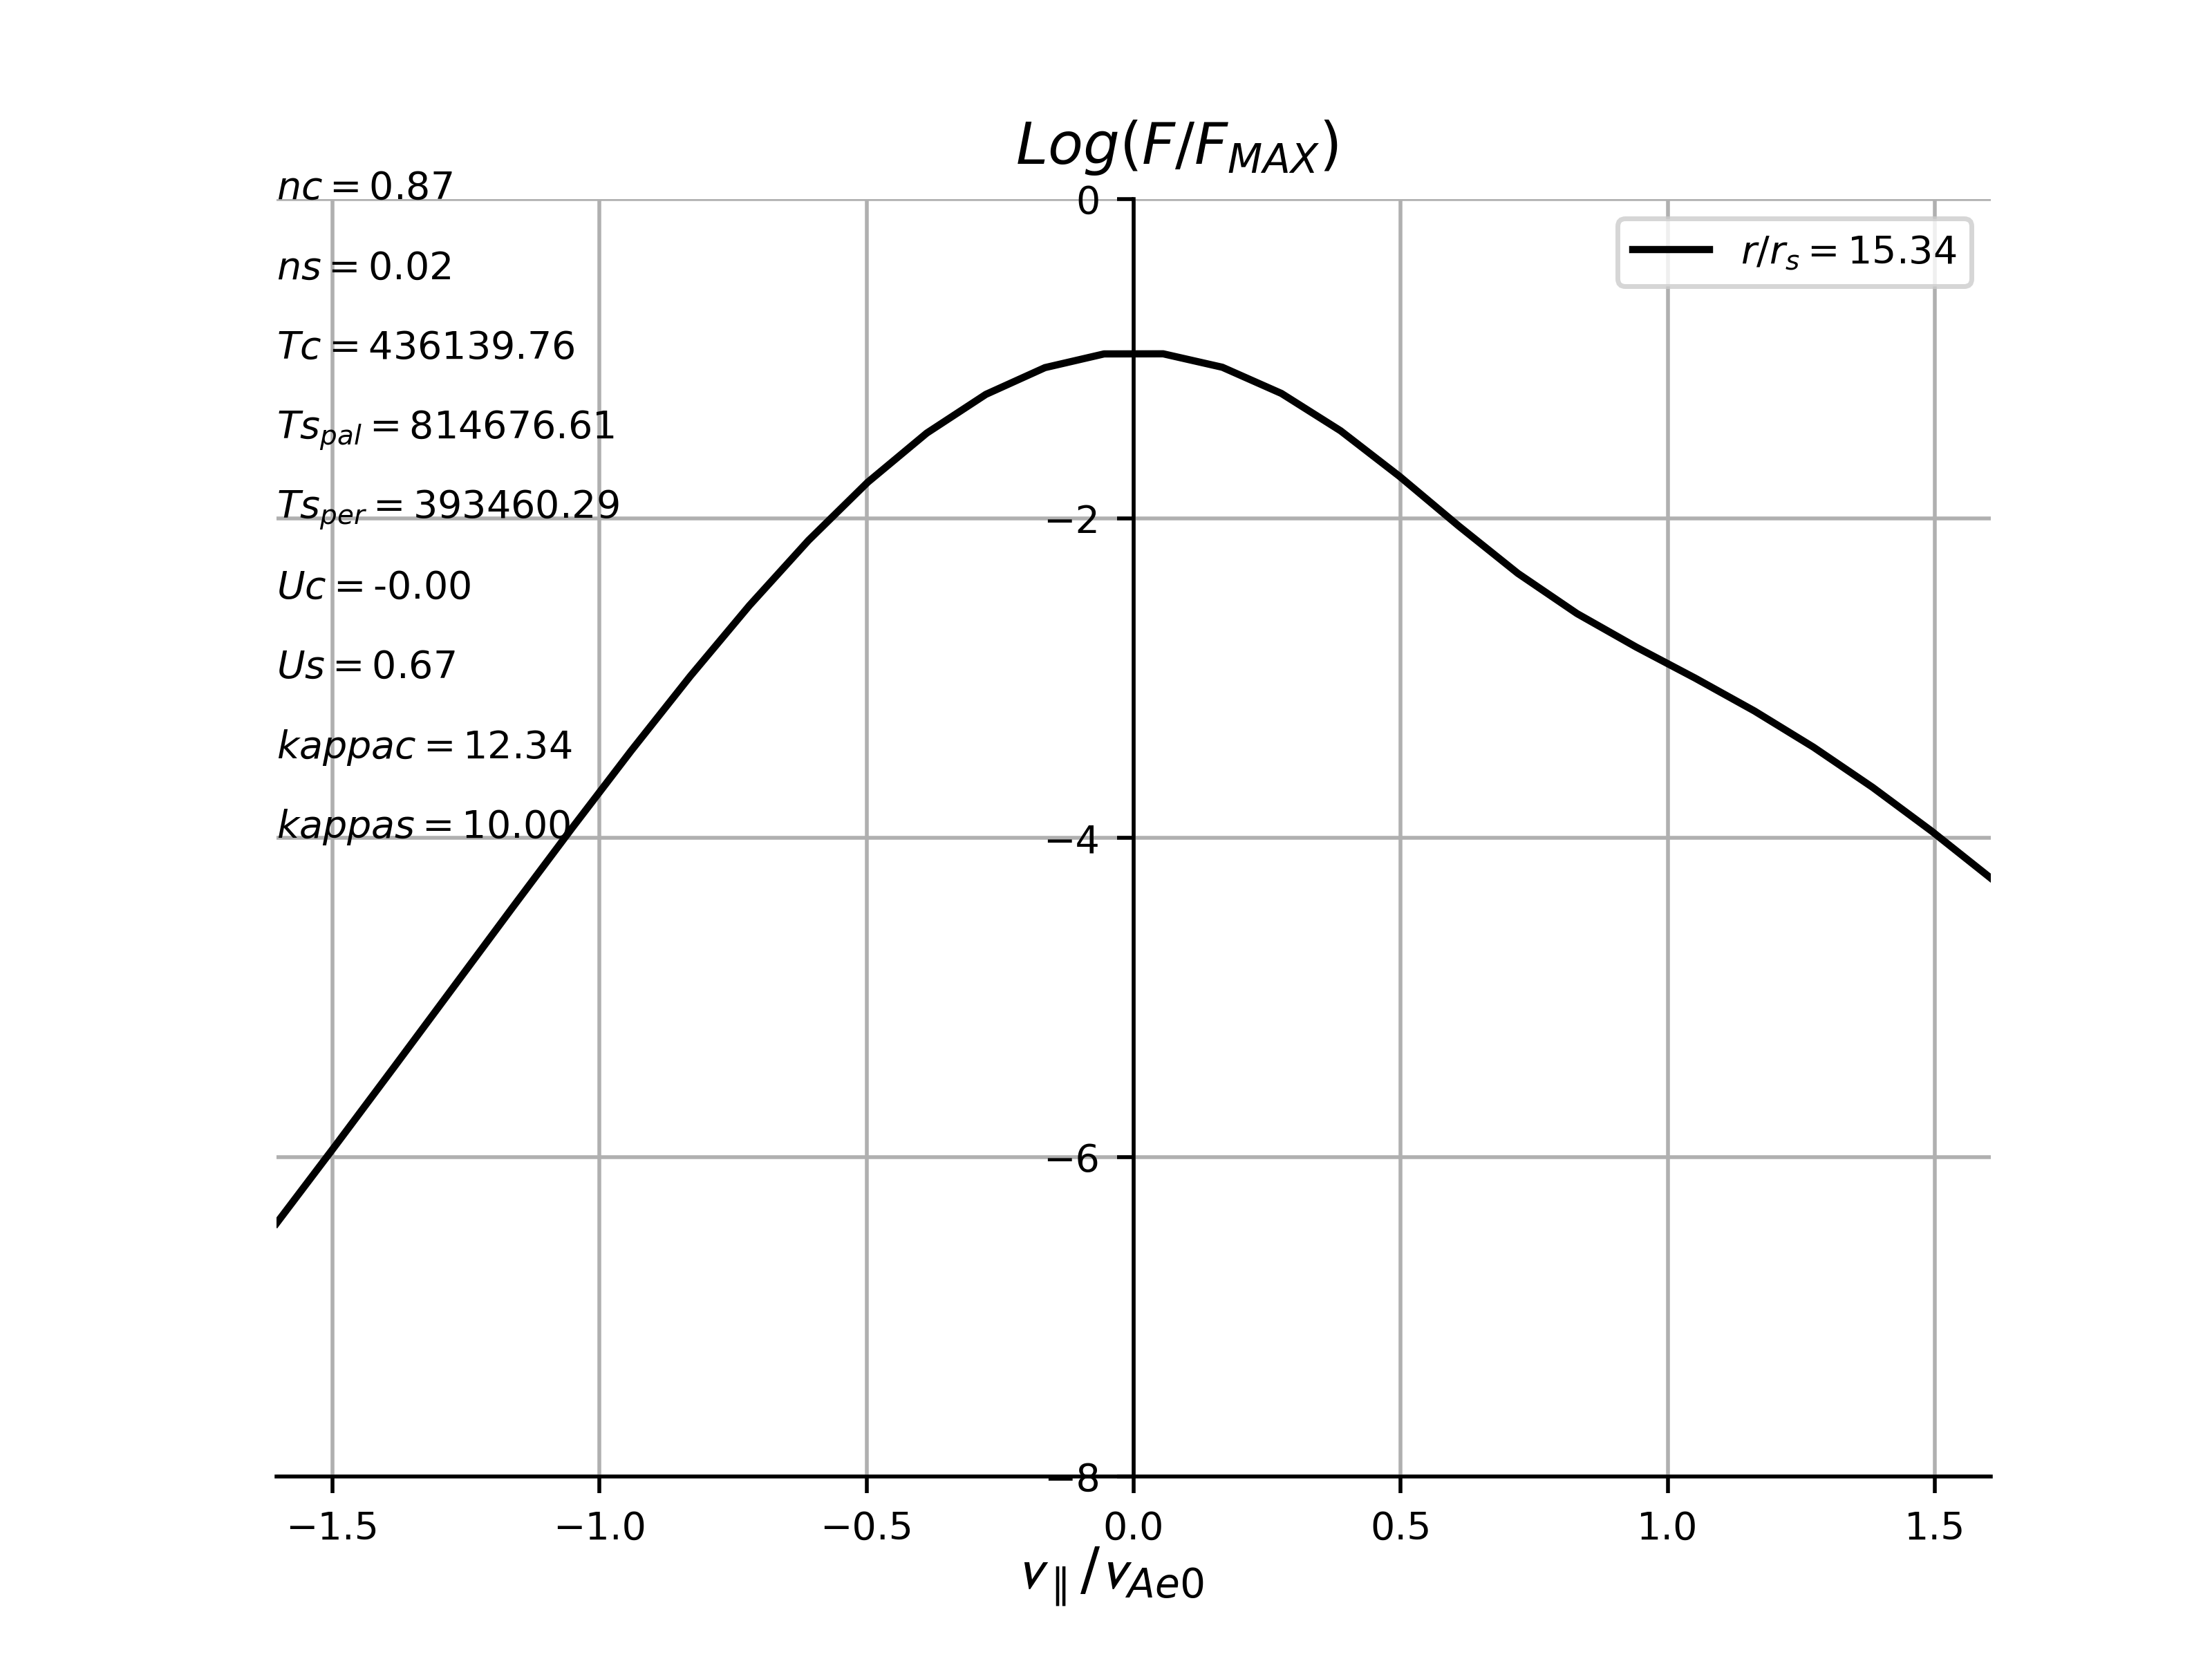 Log(F/F_MAX)
nc = 0.87
0
r/r_s = 15.34
ns = 0.02
Tc = 436139.76
Ts_pal = 814676.61
Ts_per = 393460.29
−2
Uc = -0.00
Us = 0.67
kappac = 12.34
kappas = 10.00
−4
−6
−8
−1.5 −1.0 −0.5 0.0 0.5 1.0 1.5
v_∥/v_Ae0